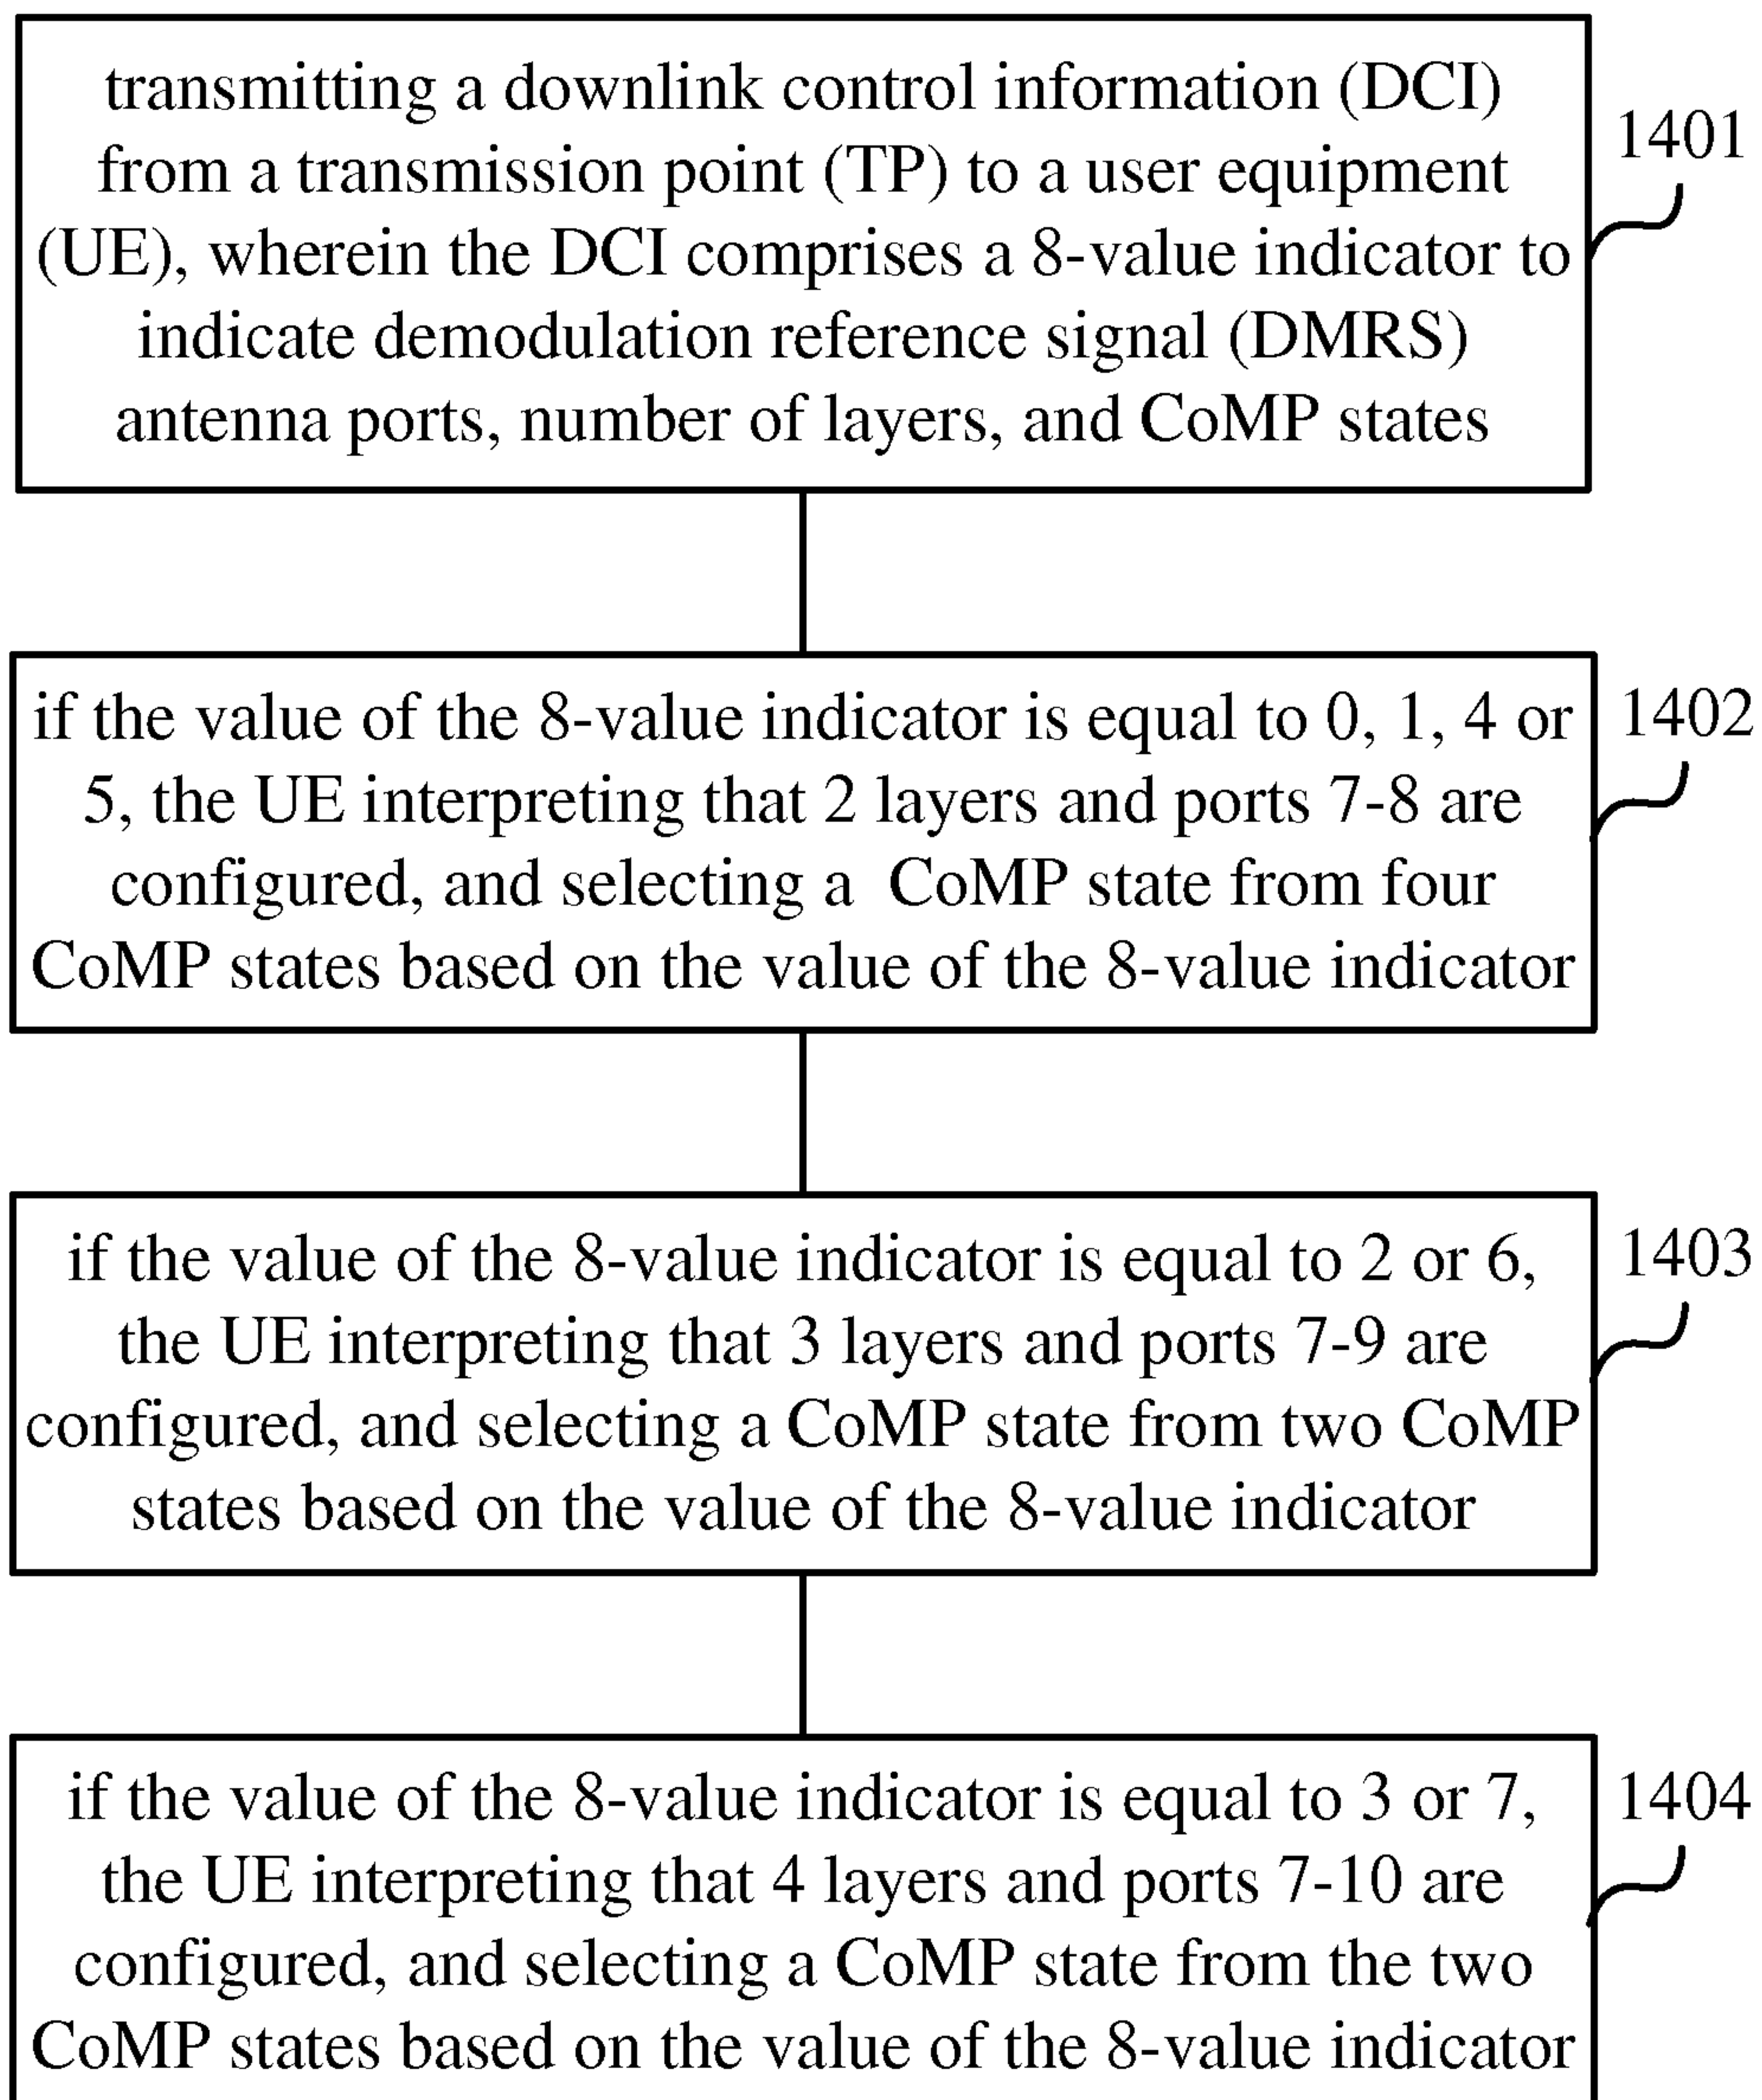 transmitting a downlink control information (DCI)
from a transmission point (TP) to a user equipment
(UE), wherein the DCI comprises a 8-value indicator to
indicate demodulation reference signal (DMRS)
antenna ports, number of layers, and CoMP states
1401
if the value of the 8-value indicator is equal to 0, 1, 4 or
5, the UE interpreting that 2 layers and ports 7-8 are
configured, and selecting a CoMP state from four
CoMP states based on the value of the 8-value indicator
1402
if the value of the 8-value indicator is equal to 2 or 6,
the UE interpreting that 3 layers and ports 7-9 are
configured, and selecting a CoMP state from two CoMP
states based on the value of the 8-value indicator
1403
if the value of the 8-value indicator is equal to 3 or 7,
the UE interpreting that 4 layers and ports 7-10 are
configured, and selecting a CoMP state from the two
CoMP states based on the value of the 8-value indicator
1404